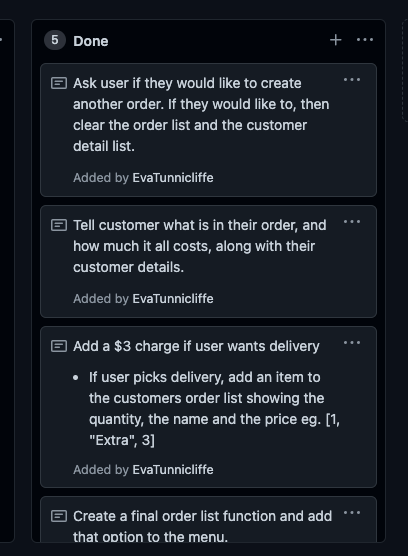 5 Done
Ask user if they would like to create
another order. If they would like to, then
clear the order list and the customer
detail list.
Added by EvaTunnicliffe
Tell customer what is in their order, and
how much it all costs, along with their
customer details.
Added by EvaTunnicliffe
Add a $3 charge if user wants delivery
• If user picks delivery, add an item to
the customers order list showing the
quantity, the name and the price eg. [1,
"Extra", 3]
Added by EvaTunnicliffe
Create a final order list function and add
that option to the menu.